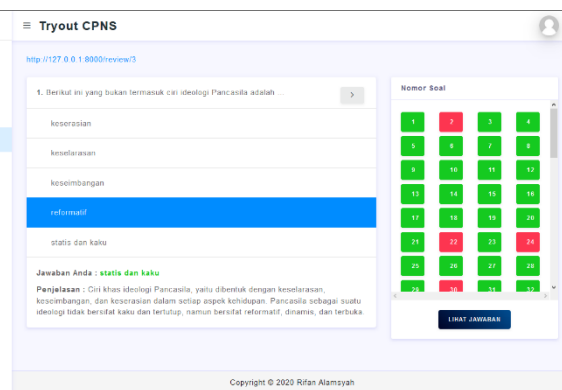 ≡ Tryout CPNS
http://127.0.0.1:8000/review/3
1. Berikut ini yang bukan termasuk ciri ideologi Pancasila adalah ...
>
keserasian
keselarasan
keseimbangan
reformatif
statis dan kaku
Jawaban Anda : statis dan kaku
Penjelasan : Ciri khas ideologi Pancasila, yaitu dibentuk dengan keselarasan,
keseimbangan, dan keserasian dalam setiap aspek kehidupan. Pancasila sebagai suatu
ideologi tidak bersifat kaku dan tertutup, namun bersifat reformatif, dinamis, dan terbuka.
Nomor Soal
1 2 3 4
5 6 7 8
9 10 11 12
13 14 15 16
17 18 19 20
21 22 23 24
25 26 27 28
29 30 31 32
LIHAT JAWABAN
Copyright © 2020 Rifan Alamsyah